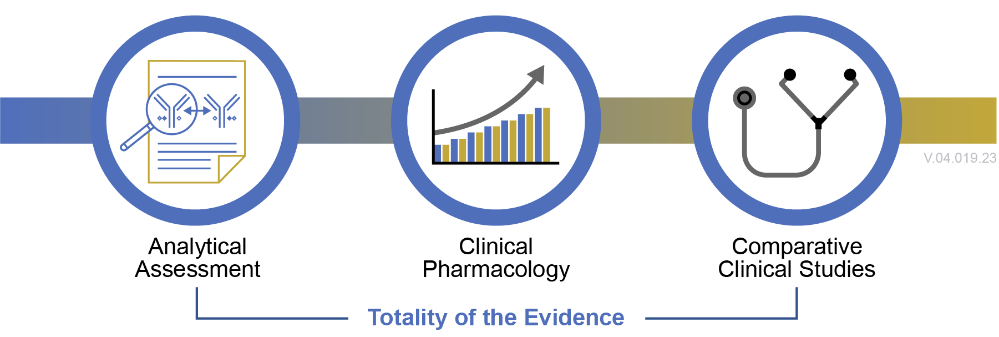 V.04.019.23
Analytical
Assessment
Clinical
Pharmacology
Comparative
Clinical Studies
Totality of the Evidence